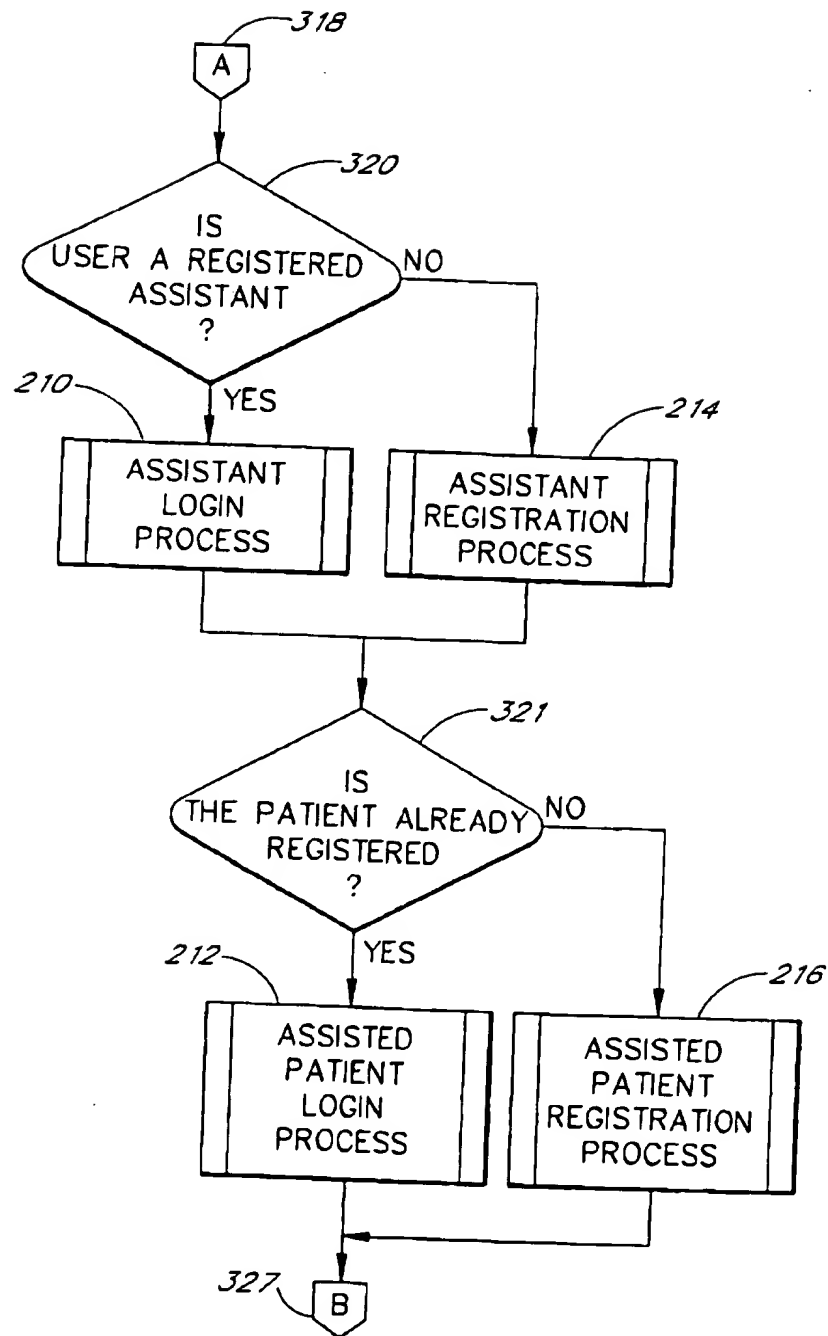 318
A
320
IS
USER A REGISTERED
ASSISTANT
?
NO
YES
210
ASSISTANT
LOGIN
PROCESS
214
ASSISTANT
REGISTRATION
PROCESS
321
IS
THE PATIENT ALREADY
REGISTERED
?
NO
YES
212
ASSISTED
PATIENT
LOGIN
PROCESS
216
ASSISTED
PATIENT
REGISTRATION
PROCESS
327
B